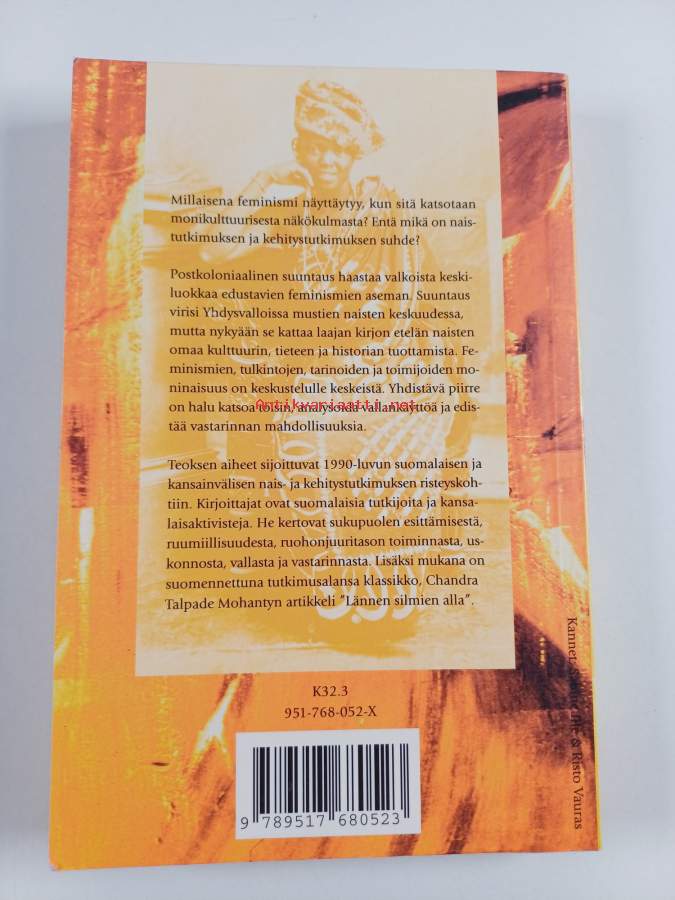 Millaisena feminismi näyttäytyy, kun sitä katsotaan
monikulttuurisesta näkökulmasta? Entä mikä on nais-
tutkimuksen ja kehitystutkimuksen suhde?
Postkoloniaalinen suuntaus haastaa valkoista keski-
luokkaa edustavien feminismien aseman. Suuntaus
virisi Yhdysvalloissa mustien naisten keskuudessa,
mutta nykyään se kattaa laajan kirjon etelän naisten
omaa kulttuurin, tieteen ja historian tuottamista. Fe-
minismien, tulkintojen, tarinoiden ja toimijoiden mo-
ninaisuus on keskustelulle keskeistä. Yhdistävä piirre
on halu katsoa toisin, analysoida vallankäyttöä ja edis-
tää vastarinnan mahdollisuuksia.
Antikvariaatti.net
Teoksen aiheet sijoittuvat 1990-luvun suomalaisen ja
kansainvälisen nais- ja kehitystutkimuksen risteyskoh-
tiin. Kirjoittajat ovat suomalaisia tutkijoita ja kansa-
laisaktivisteja. He kertovat sukupuolen esittämisestä,
ruumiillisuudesta, ruohonjuuritason toiminnasta, us-
konnosta, vallasta ja vastarinnasta. Lisäksi mukana on
suomennettuna tutkimusalansa klassikko, Chandra
Talpade Mohantyn artikkeli ”Lännen silmien alla”.
K32.3
951-768-052-X
9 789517 680523
Kannet: & Risto Vauras